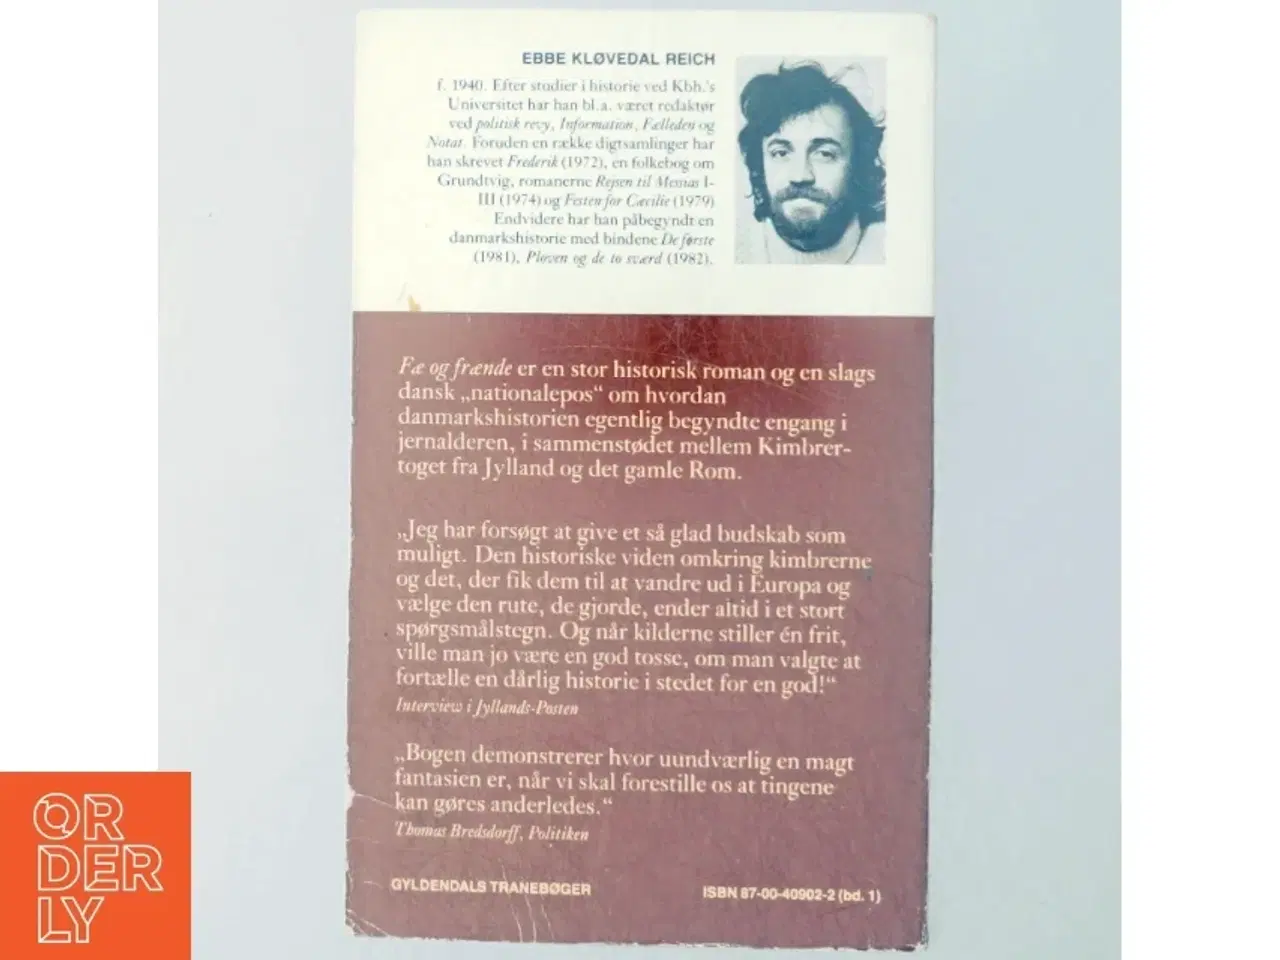 EBBE KLØVEDAL REICH
f. 1940. Efter studier i historie ved Kbh.'s
Universitet har han bl.a. været redaktør
ved politisk revy, Information, Fælleden og
Notat. Foruden en række digtsamlinger har
han skrevet Frederik (1972), en folkebog om
Grundtvig, romanerne Rejsen til Messias I-
III (1974) og Festen for Cæcilie (1979)
Endvidere har han påbegyndt en
danmarkshistorie med bindene De første
(1981), Ploven og de to sværd (1982).
Fæ og frænde er en stor historisk roman og en slags
dansk „nationalepos“ om hvordan
danmarkshistorien egentlig begyndte engang i
jernalderen, i sammenstødet mellem Kimbrer-
toget fra Jylland og det gamle Rom.
„Jeg har forsøgt at give et så glad budskab som
muligt. Den historiske viden omkring kimbrerne
og det, der fik dem til at vandre ud i Europa og
vælge den rute, de gjorde, ender altid i et stort
spørgsmålstegn. Og når kilderne stiller én frit,
ville man jo være en god tosse, om man valgte at
fortælle en dårlig historie i stedet for en god!“
Interview i Jyllands-Posten
„Bogen demonstrerer hvor uundværlig en magt
fantasien er, når vi skal forestille os at tingene
kan gøres anderledes.“
Thomas Bredsdorff, Politiken
GYLDENDALS TRANEBØGER
ISBN 87-00-40902-2 (bd. 1)
OR
DER
LY